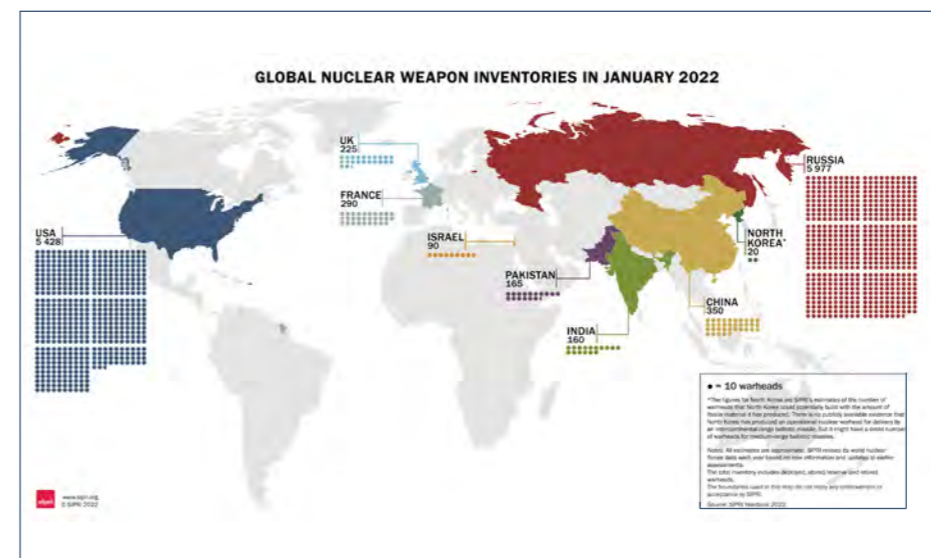 GLOBAL NUCLEAR WEAPON INVENTORIES IN JANUARY 2022
UK
225
FRANCE
290
ISRAEL
90
PAKISTAN
165
INDIA
160
USA
5 428
RUSSIA
5 977
NORTH
KOREA*
20
CHINA
350
• = 10 warheads
*The figures for North Korea are SIPRI's estimates of the number of
warheads that North Korea could potentially build with the amount of
fissile material it has produced. There is no publicly available evidence that
North Korea has produced an operational nuclear warhead for delivery by
an intercontinental-range ballistic missile, but it might have a small number
of warheads for medium-range ballistic missiles.
Notes: All estimates are approximate. SIPRI revises its world nuclear
forces data each year based on new information and updates to earlier
assessments.
The total inventory includes deployed, stored, reserve and retired
warheads.
The boundaries used in this map do not imply any endorsement or
acceptance by SIPRI.
Source: SIPRI Yearbook 2022.
sipri
www.sipri.org
© SIPRI 2022